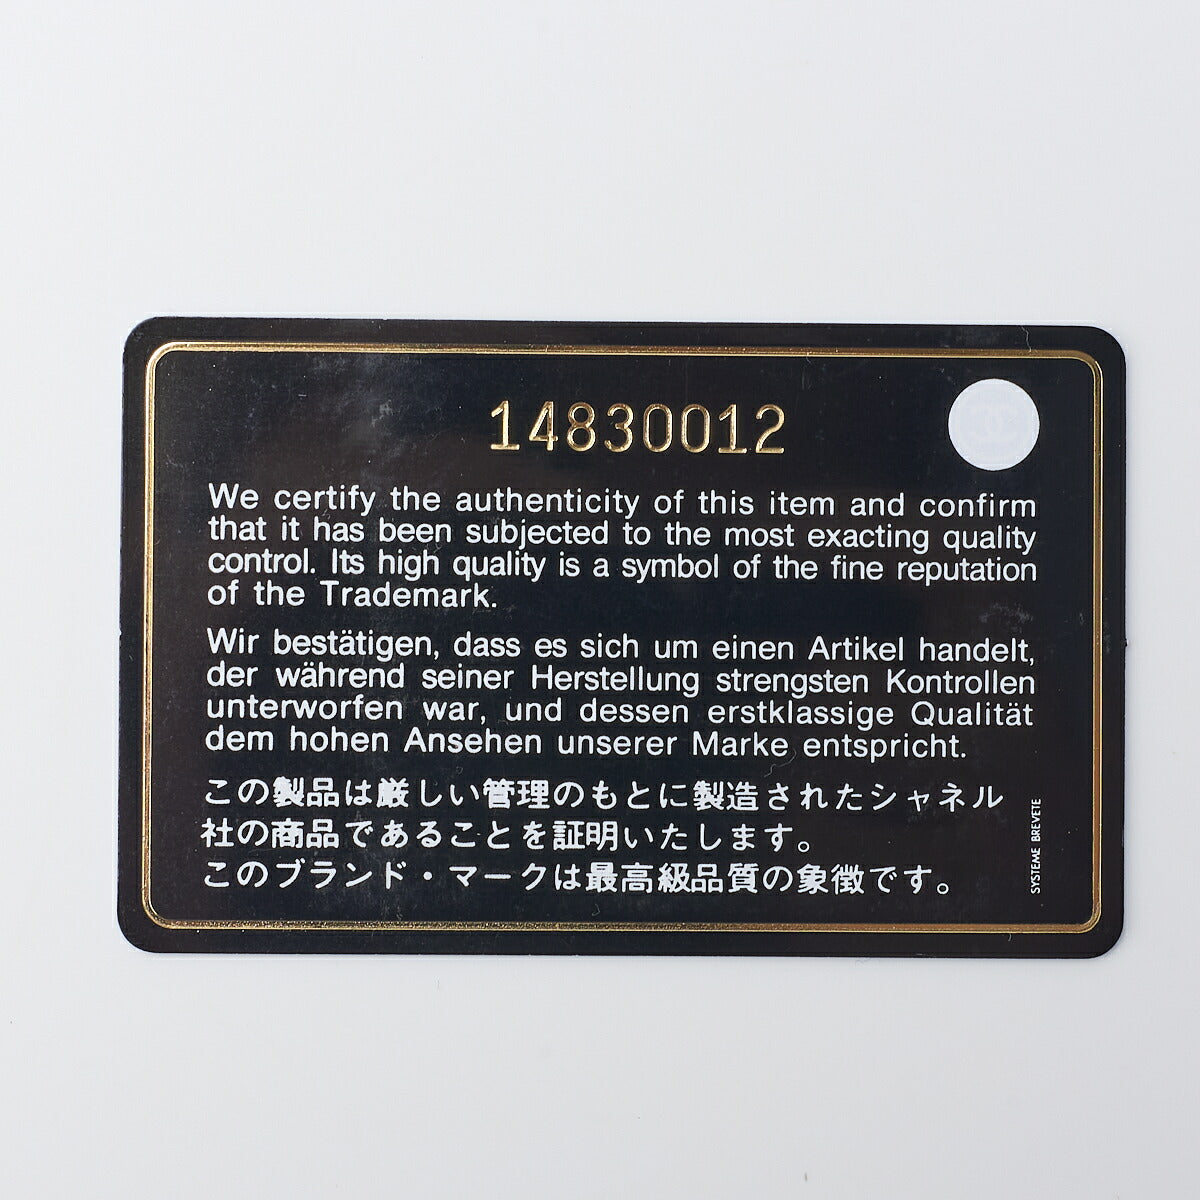 14830012
We certify the authenticity of this item and confirm
that it has been subjected to the most exacting quality
control. Its high quality is a symbol of the fine reputation
of the Trademark.
Wir bestätigen, dass es sich um einen Artikel handelt,
der während seiner Herstellung strengsten Kontrollen
unterworfen war, und dessen erstklassige Qualität
dem hohen Ansehen unserer Marke entspricht.
この製品は厳しい管理のもとに製造されたシャネル
社の商品であることを証明いたします。
このブランド・マークは最高級品質の象徴です。
SYSTEME BREVETE